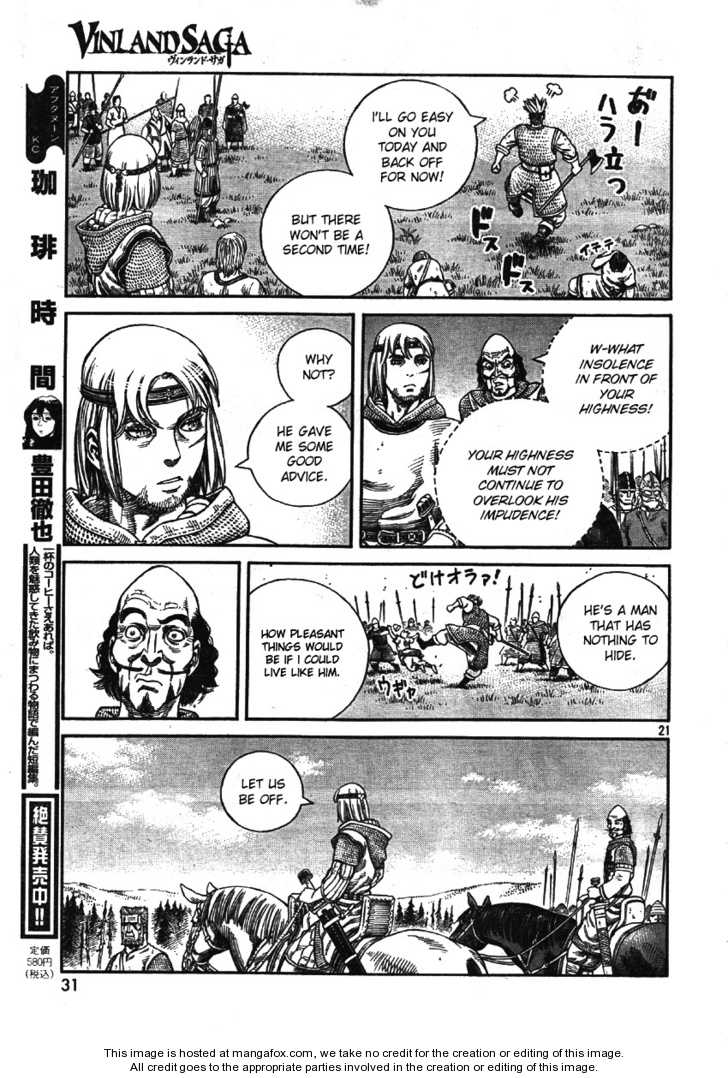 VINLAND SAGA
ヴィンランド・サガ
あー
ハラ立つ
I'LL GO EASY
ON YOU
TODAY AND
BACK OFF
FOR NOW!
BUT THERE
WON'T BE A
SECOND TIME!
ドス
ドス
イテテ
W-WHAT
INSOLENCE
IN FRONT OF
YOUR
HIGHNESS!
YOUR HIGHNESS
MUST NOT
CONTINUE TO
OVERLOOK HIS
IMPUDENCE!
WHY
NOT?
HE GAVE
ME SOME
GOOD
ADVICE.
どけオラァ!
ウギャ
HE'S A MAN
THAT HAS
NOTHING
TO HIDE.
HOW PLEASANT
THINGS WOULD
BE IF I COULD
LIVE LIKE HIM.
21
LET US
BE OFF.
アフタヌーン
KC
珈琲時間
豊田徹也
一杯のコーヒーさえあれば。
人類を魅惑してきた飲み物にまつわる物語で編んだ短編集。
絶賛発売中!!
定価
580円
(税込)
31
This image is hosted at mangafox.com, we take no credit for the creation or editing of this image.
All credit goes to the appropriate parties involved in the creation or editing of this image.